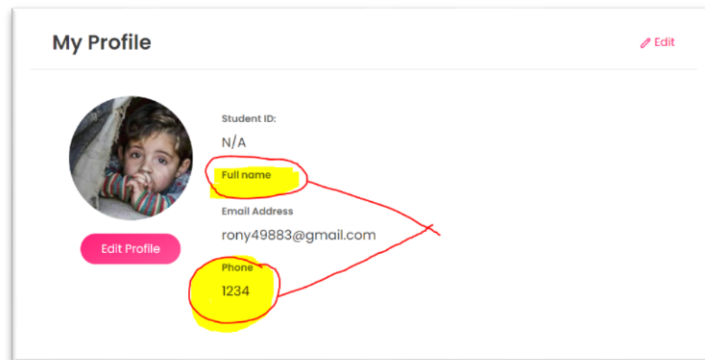 My Profile
Edit
Student ID:
N/A
Full name
Email Address
rony49883@gmail.com
Edit Profile
Phone
1234